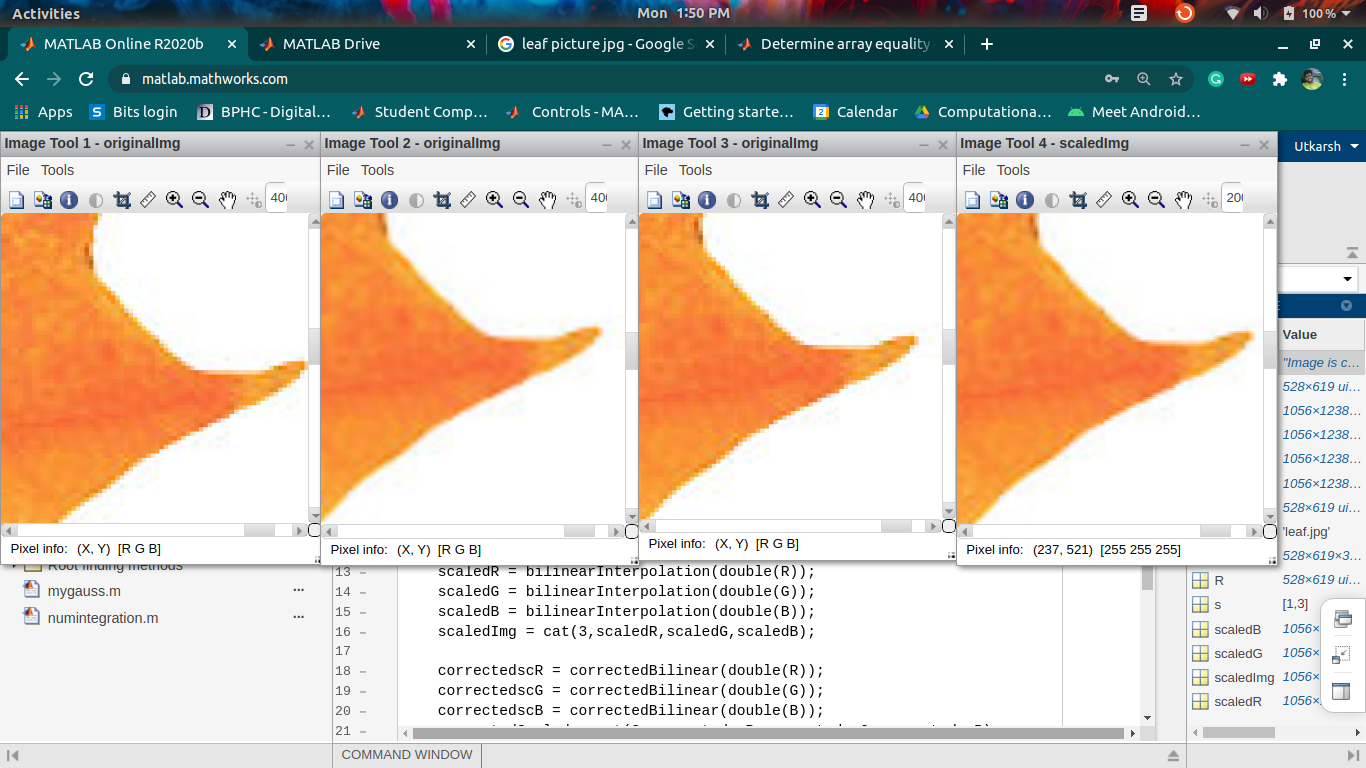 Activities
Mon 1:50 PM
100 %
MATLAB Online R2020b
MATLAB Drive
leaf picture jpg - Google S
Determine array equality
matlab.mathworks.com
Apps
Bits login
BPHC - Digital…
Student Comp…
Controls - MA…
Getting starte…
Calendar
Computationa…
Meet Android…
Image Tool 1 - originalImg
Image Tool 2 - originalImg
Image Tool 3 - originalImg
Image Tool 4 - scaledImg
Utkarsh
File Tools
File Tools
File Tools
File Tools
400
400
400
200
Value
"Image is c…
528×619 ui…
1056×1238…
1056×1238…
1056×1238…
1056×1238…
528×619 ui…
'leaf.jpg'
528×619×3…
Pixel info: (X, Y) [R G B]
Pixel info: (X, Y) [R G B]
Pixel info: (X, Y) [R G B]
Pixel info: (237, 521) [255 255 255]
Root finding methods
mygauss.m
numintegration.m
13 – scaledR = bilinearInterpolation(double(R));
14 – scaledG = bilinearInterpolation(double(G));
15 – scaledB = bilinearInterpolation(double(B));
16 – scaledImg = cat(3,scaledR,scaledG,scaledB);
17
18 – correctedscR = correctedBilinear(double(R));
19 – correctedscG = correctedBilinear(double(G));
20 – correctedscB = correctedBilinear(double(B));
21 –
R 528×619 ui…
s [1,3]
scaledB 1056×
scaledG 1056×
scaledImg 1056×
scaledR 1056×
COMMAND WINDOW